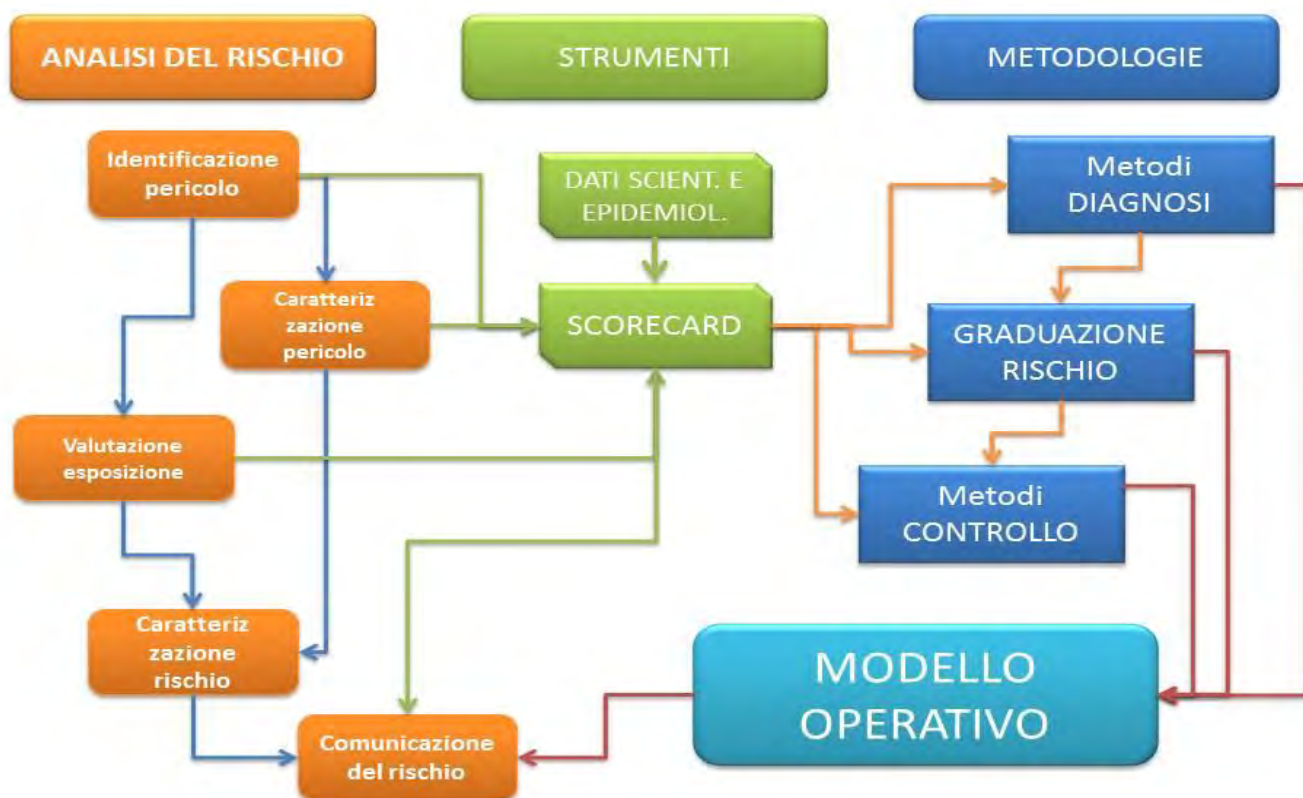 ANALISI DEL RISCHIO
STRUMENTI
METODOLOGIE
Identificazione
pericolo
DATI SCIENT. E
EPIDEMIOL.
Metodi
DIAGNOSI
Caratteriz
zazione
pericolo
SCORECARD
GRADUAZIONE
RISCHIO
Valutazione
esposizione
Metodi
CONTROLLO
Caratteriz
zazione
rischio
MODELLO
OPERATIVO
Comunicazione
del rischio